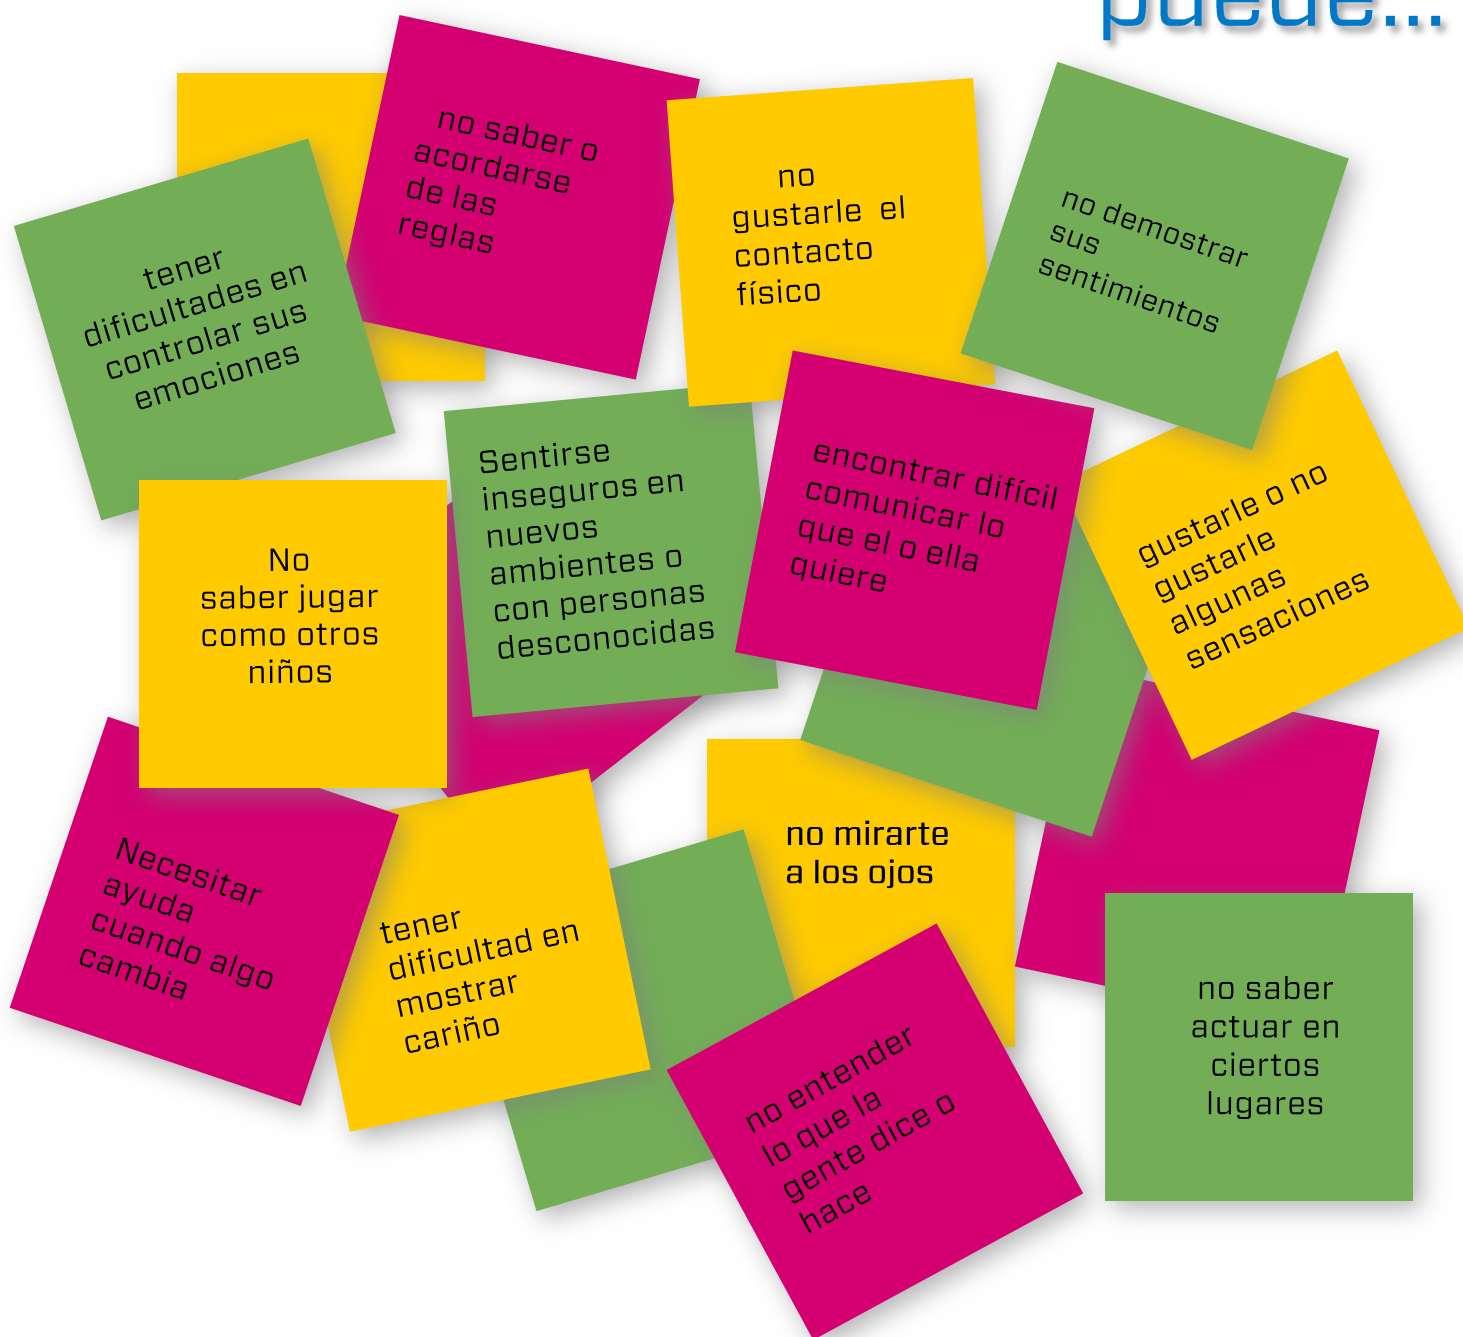 puede...
no saber o
acordarse
de las
reglas
no
gustarle el
contacto
físico
no demostrar
sus
sentimientos
tener
dificultades en
controlar sus
emociones
Sentirse
inseguros en
nuevos
ambientes o
con personas
desconocidas
encontrar difícil
comunicar lo
que el o ella
quiere
gustarle o no
gustarle
algunas
sensaciones
No
saber jugar
como otros
niños
no mirarte
a los ojos
Necesitar
ayuda
cuando algo
cambia
tener
dificultad en
mostrar
cariño
no entender
lo que la
gente dice o
hace
no saber
actuar en
ciertos
lugares